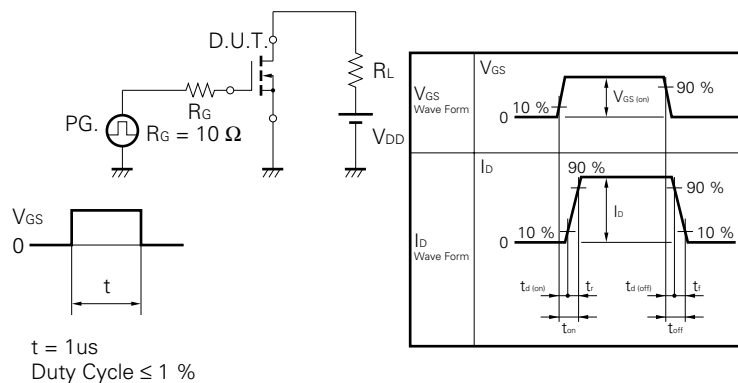 D.U.T.
RL
RG
PG.
RG = 10 Ω
VDD
VGS
0
t
t = 1us
Duty Cycle ≤ 1 %
VGS
Wave Form
VGS
10 %
0
VGS (on)
90 %
ID
Wave Form
ID
90 %
90 %
10 %
0
ID
10 %
td (on)
tr
td (off)
tf
ton
toff